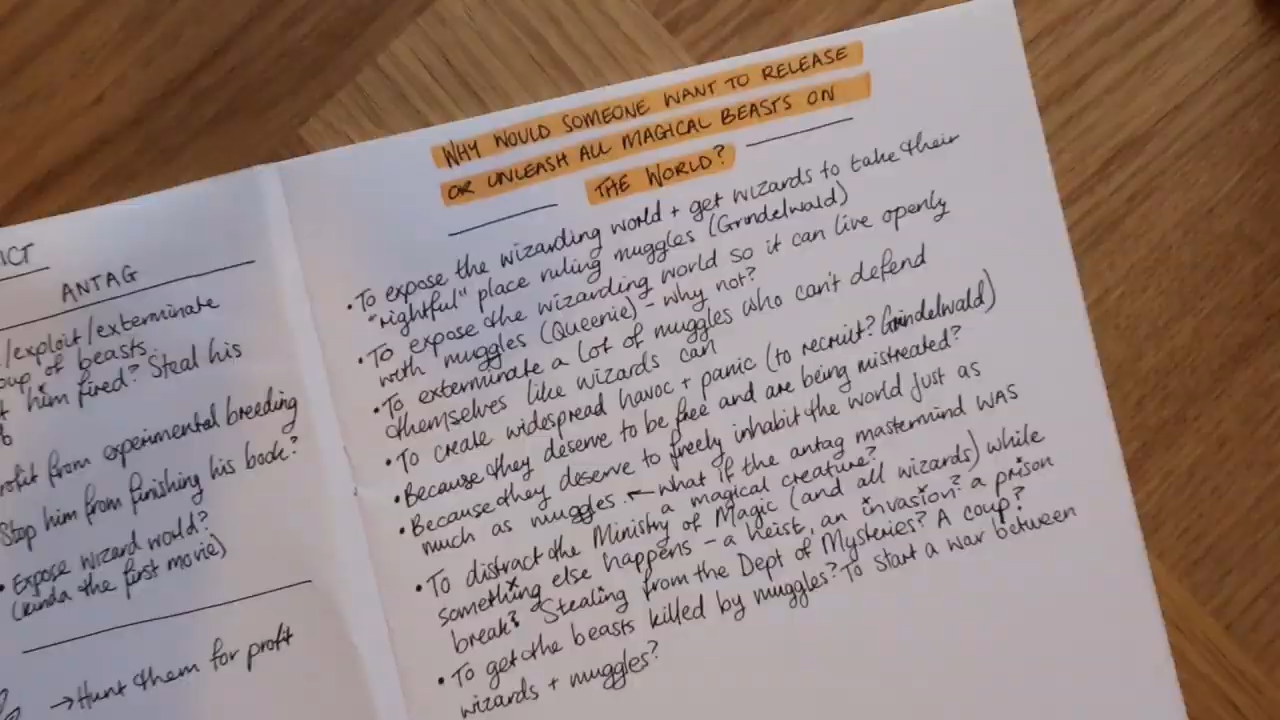 ICT
ANTAG
/exploit/exterminate
oup of beasts.
him fired? Steal his
rofit from experimental breeding
Stop him from finishing his book?
• Expose wizard world?
(kinda the first movie)
→Hunt them for profit
WHY WOULD SOMEONE WANT TO RELEASE
OR UNLEASH ALL MAGICAL BEASTS ON
THE WORLD?
• To expose the wizarding world + get wizards to take their
"rightful" place ruling muggles (Grindelwald)
• To expose the wizarding world so it can live openly
with muggles (Queenie) - why not?
• To exterminate a lot of muggles who can't defend
themselves like wizards can
• To create widespread havoc + panic (to recruit? Grindelwald)
• Because they deserve to be free and are being mistreated?
• Because they deserve to freely inhabit the world just as
much as muggles. ← what if the antag mastermind WAS
a magical creature?
• To distract the Ministry of Magic (and all wizards) while
something else happens - a heist, an invasion? a prison
break? Stealing from the Dept of Mysteries? A coup?
• To get the beasts killed by muggles? To start a war between
wizards + muggles?